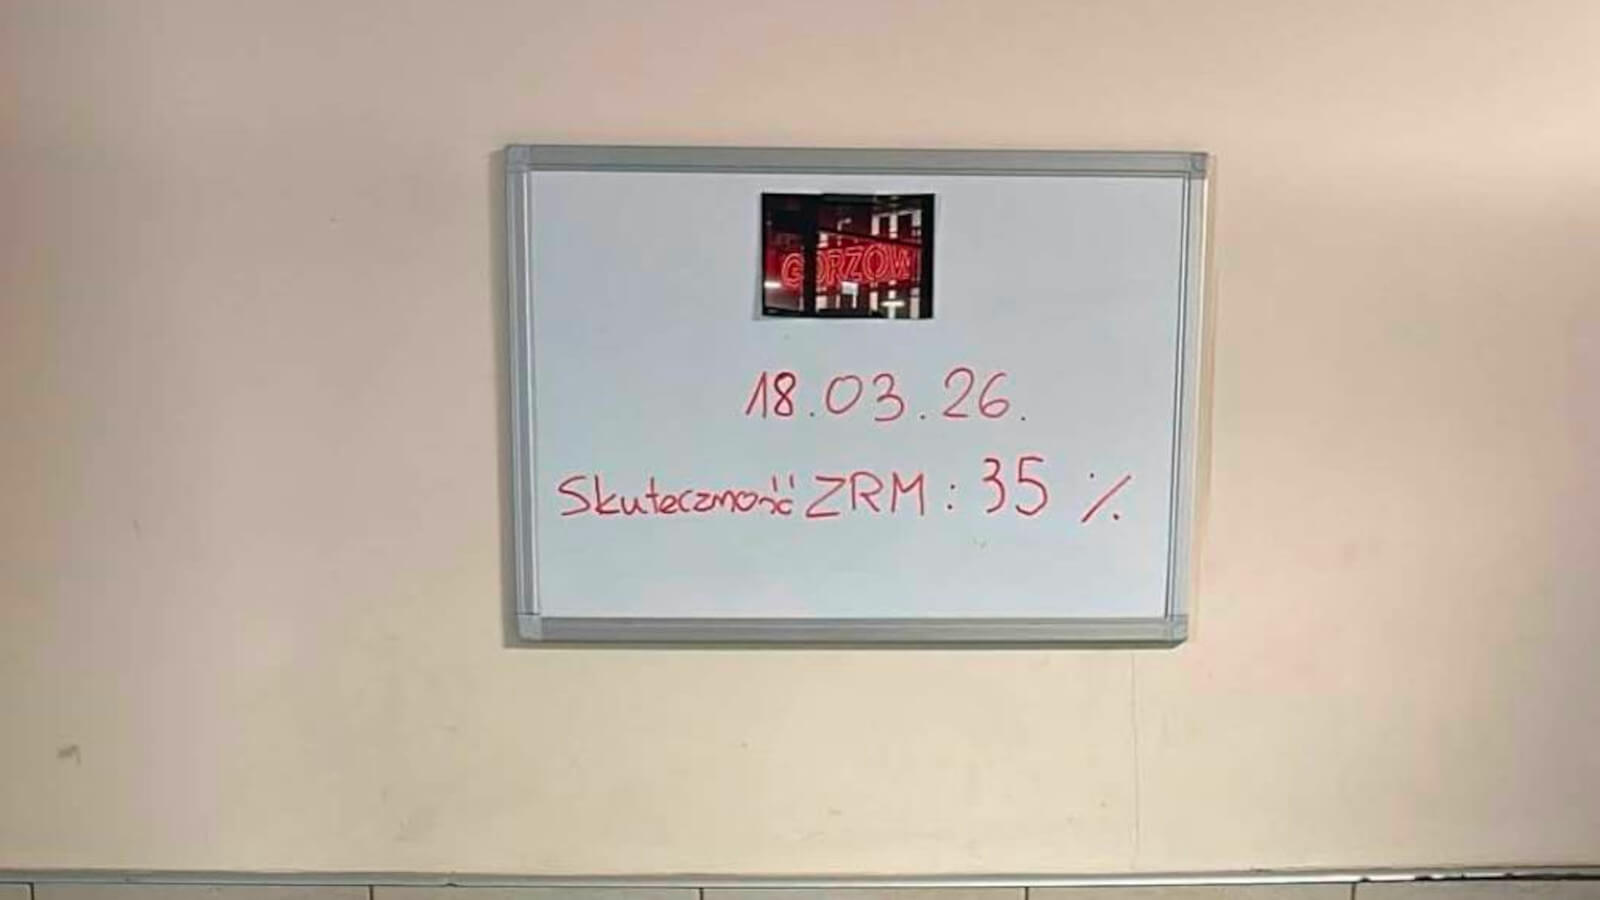 GORZÓW
18.03.26.
Skuteczność ZRM: 35 %